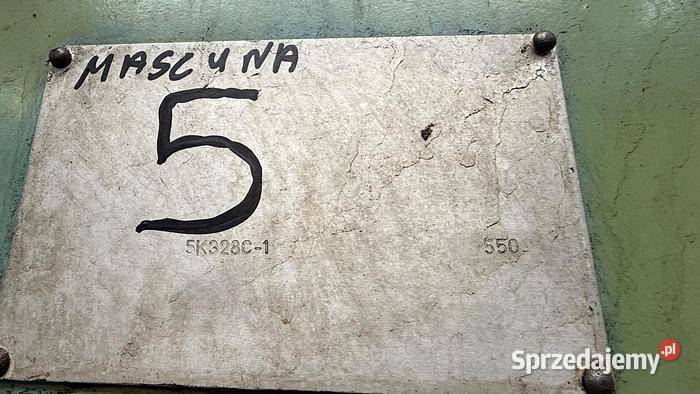 MASCUNA
5
5K328C-1 550
Sprzedajemy.pl